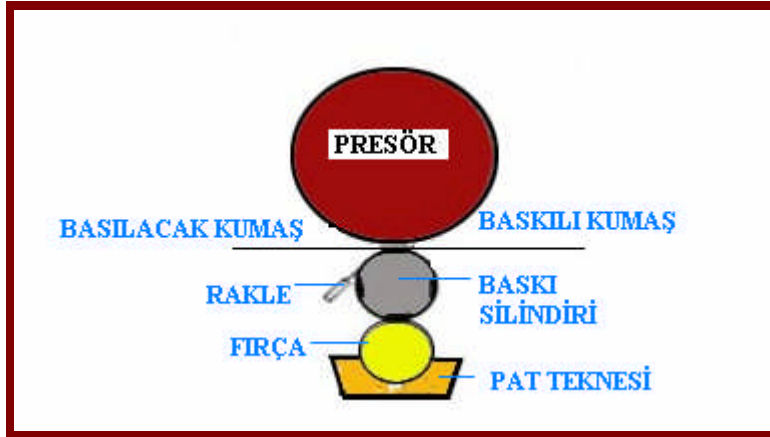 PRESÖR
BASILACAK KUMAŞ
BASKILI KUMAŞ
RAKLE
BASKI
SİLİNDİRİ
FIRÇA
PAT TEKNESİ